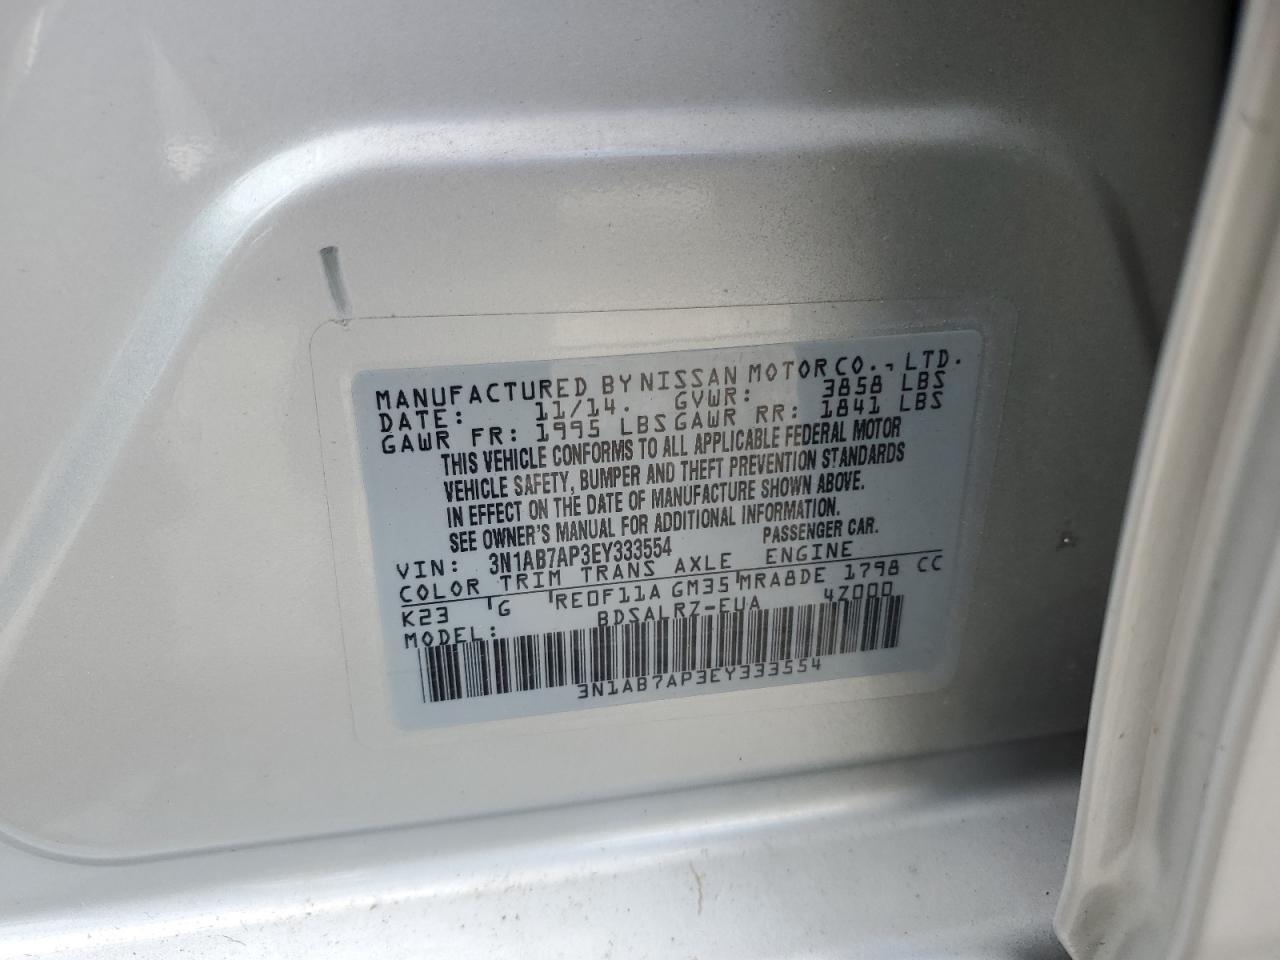 MANUFACTURED BY NISSAN MOTOR CO., LTD.
DATE: 11/14. GVWR: 3858 LBS
GAWR FR: 1995 LBS GAWR RR: 1841 LBS
THIS VEHICLE CONFORMS TO ALL APPLICABLE FEDERAL MOTOR
VEHICLE SAFETY, BUMPER AND THEFT PREVENTION STANDARDS
IN EFFECT ON THE DATE OF MANUFACTURE SHOWN ABOVE.
SEE OWNER'S MANUAL FOR ADDITIONAL INFORMATION.
VIN: 3N1AB7AP3EY333554 PASSENGER CAR.
COLOR TRIM TRANS AXLE ENGINE
K23 G RE0F11A GM35 MRA8DE 1798 CC
MODEL: BDSALRZ-EUA 4Z000
3N1AB7AP3EY333554